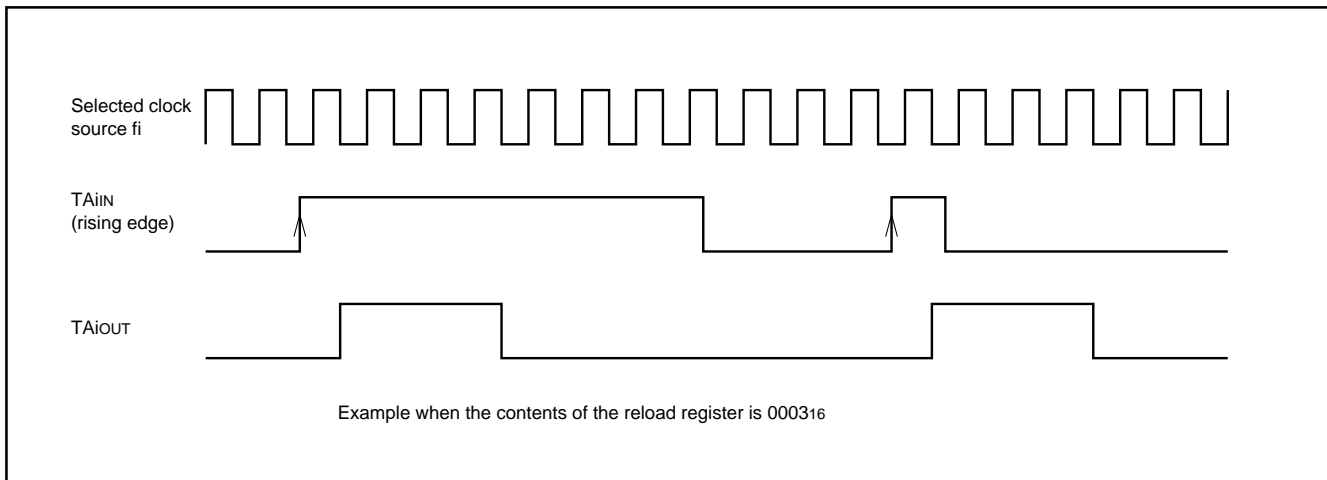 Selected clock
source fi
TAiIN
(rising edge)
TAiOUT
Example when the contents of the reload register is 000316